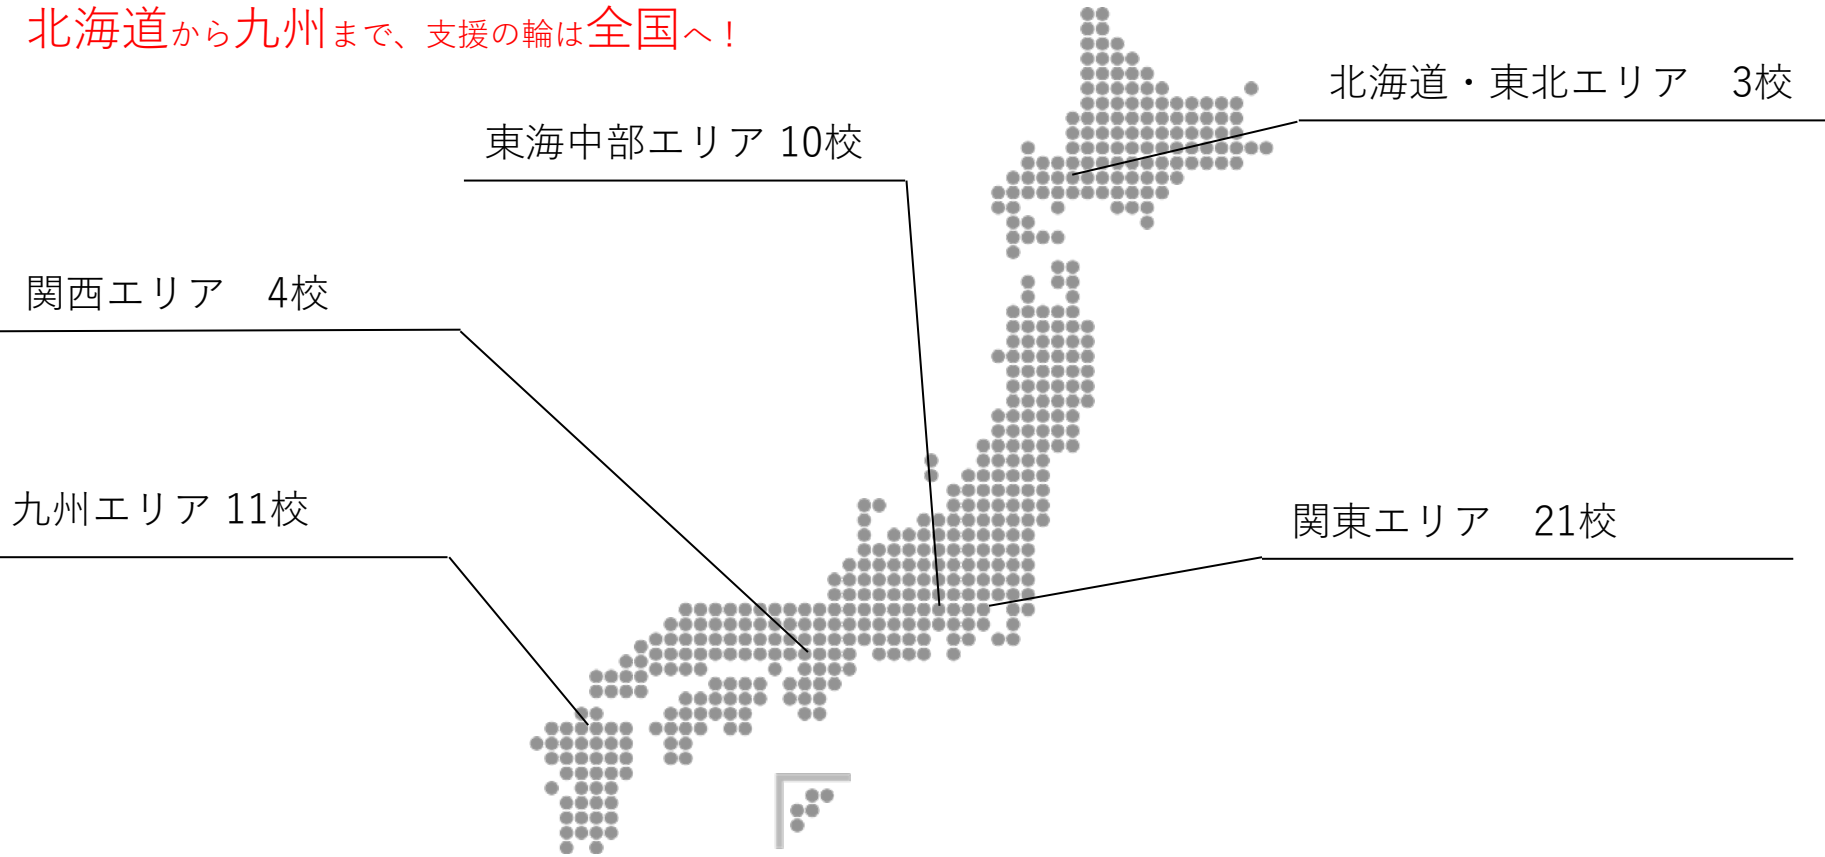 北海道から九州まで、支援の輪は全国へ！
北海道・東北エリア　3校
東海中部エリア 10校
関西エリア　4校
九州エリア 11校
関東エリア　21校